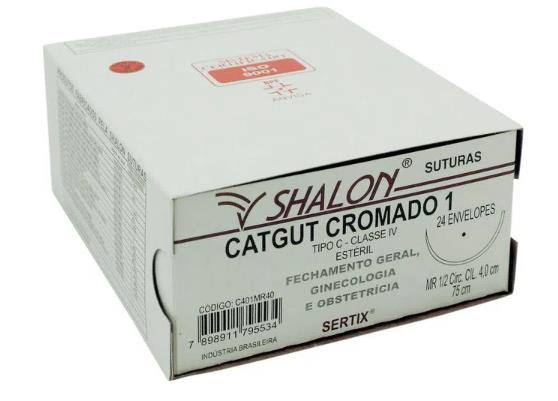 ISO
9001
ANVISA
SHALON®
SUTURAS
CATGUT CROMADO 1
TIPO C - CLASSE IV
24 ENVELOPES
ESTÉRIL
FECHAMENTO GERAL,
GINECOLOGIA
E OBSTETRÍCIA
MR 1/2 Circ. CIL. 4,0 cm
75 cm
CÓDIGO: C401MR40
7 898911 795534
INDÚSTRIA BRASILEIRA
SERTIX®